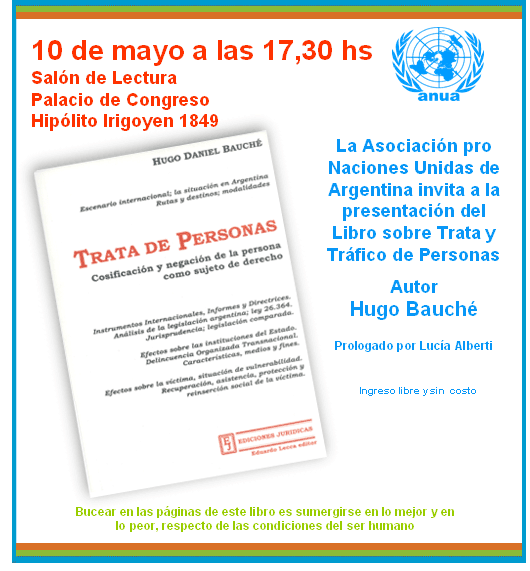 10 de mayo a las 17,30 hs
Salón de Lectura
Palacio de Congreso
Hipólito Irigoyen 1849
anua
La Asociación pro
Naciones Unidas de
Argentina invita a la
presentación del
Libro sobre Trata y
Tráfico de Personas
Autor
Hugo Bauché
Prologado por Lucía Alberti
Ingreso libre y sin costo
HUGO DANIEL BAUCHÉ
Escenario internacional; la situación en Argentina
Rutas y destinos; modalidades
TRATA DE PERSONAS
Cosificación y negación de la persona
como sujeto de derecho
Instrumentos Internacionales, Informes y Directrices.
Análisis de la legislación argentina; ley 26.364.
Jurisprudencia; legislación comparada.
Efectos sobre las instituciones del Estado.
Delincuencia Organizada Transnacional.
Características, medios y fines.
Efectos sobre la víctima, situación de vulnerabilidad.
Recuperación, asistencia, protección y
reinserción social de la víctima.
EJ EDICIONES JURIDICAS
Eduardo Lecca editor
Bucear en las páginas de este libro es sumergirse en lo mejor y en
lo peor, respecto de las condiciones del ser humano